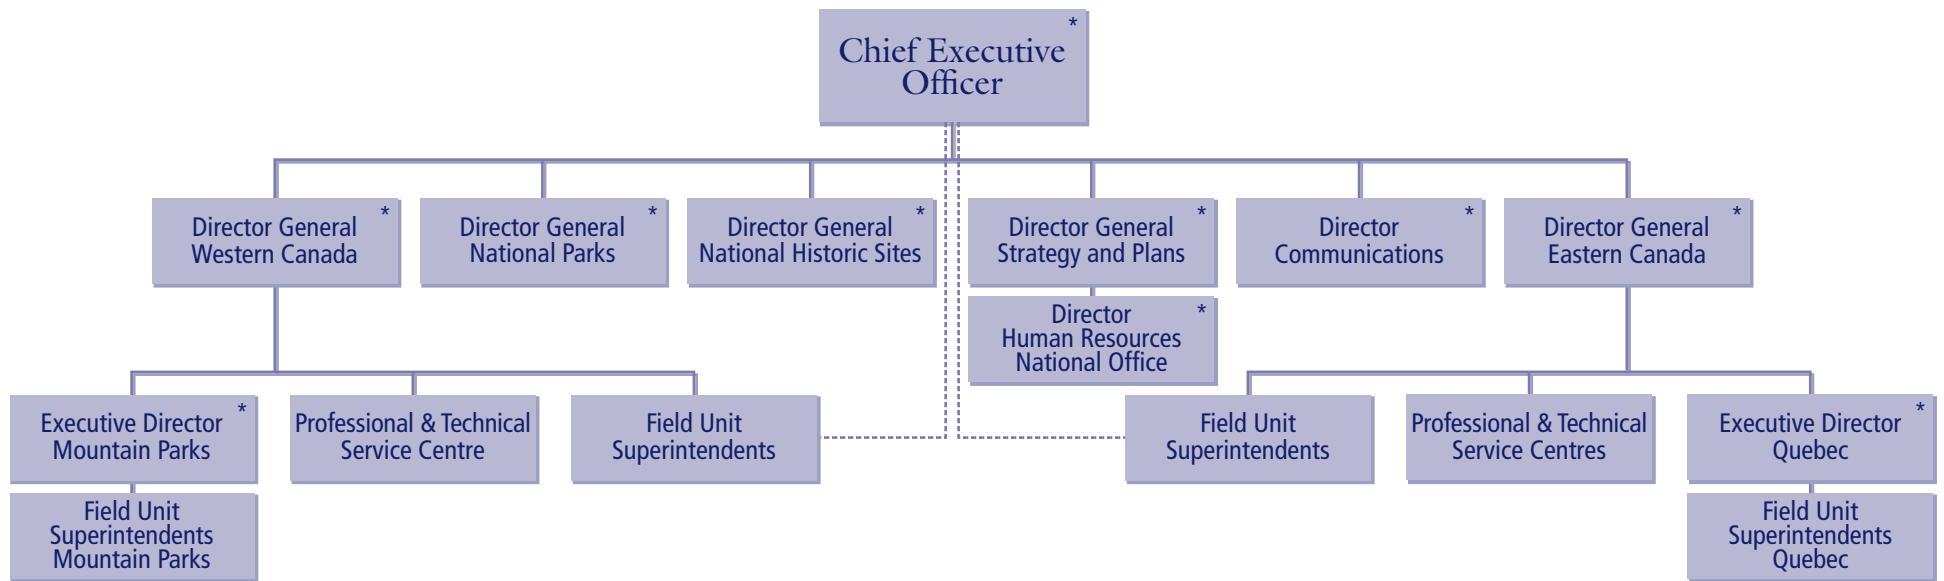 *
Chief Executive
Officer
Director General *
Western Canada
Director General *
National Parks
Director General *
National Historic Sites
Director General *
Strategy and Plans
Director *
Communications
Director General *
Eastern Canada
Director *
Human Resources
National Office
Executive Director *
Mountain Parks
Professional & Technical
Service Centre
Field Unit
Superintendents
Field Unit
Superintendents
Professional & Technical
Service Centres
Executive Director *
Quebec
Field Unit
Superintendents
Mountain Parks
Field Unit
Superintendents
Quebec